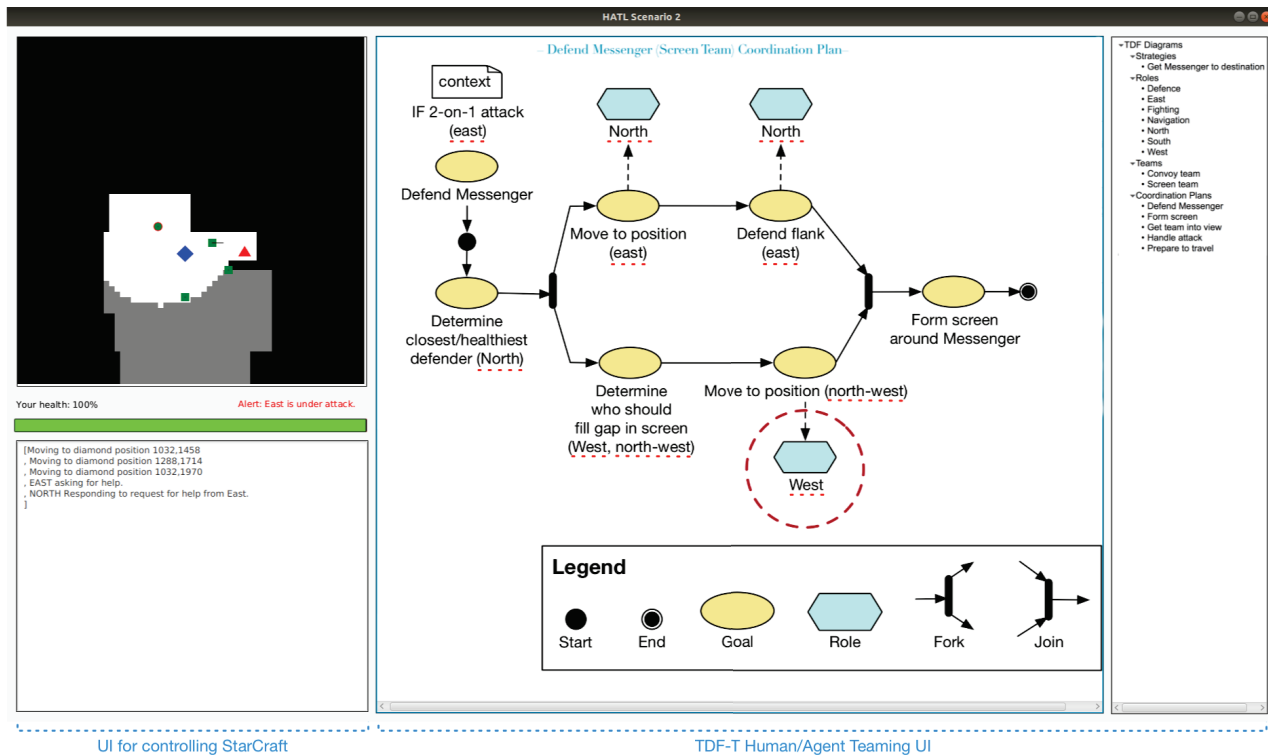 HATL Scenario 2
Your health: 100%
Alert: East is under attack.
[Moving to diamond position 1032,1458
, Moving to diamond position 1288,1714
, Moving to diamond position 1032,1970
, EAST asking for help.
, NORTH Responding to request for help from East.
]
– Defend Messenger (Screen Team) Coordination Plan–
context
IF 2-on-1 attack
(east)
Defend Messenger
Determine
closest/healthiest
defender (North)
North
North
Move to position
(east)
Defend flank
(east)
Determine
who should
fill gap in screen
(West, north-west)
Move to position (north-west)
West
Form screen
around Messenger
Legend
Start
End
Goal
Role
Fork
Join
TDF Diagrams
Strategies
• Get Messenger to destination
Roles
• Defence
• East
• Fighting
• Navigation
• North
• South
• West
Teams
• Convoy team
• Screen team
Coordination Plans
• Defend Messenger
• Form screen
• Get team into view
• Handle attack
• Prepare to travel
UI for controlling StarCraft
TDF-T Human/Agent Teaming UI